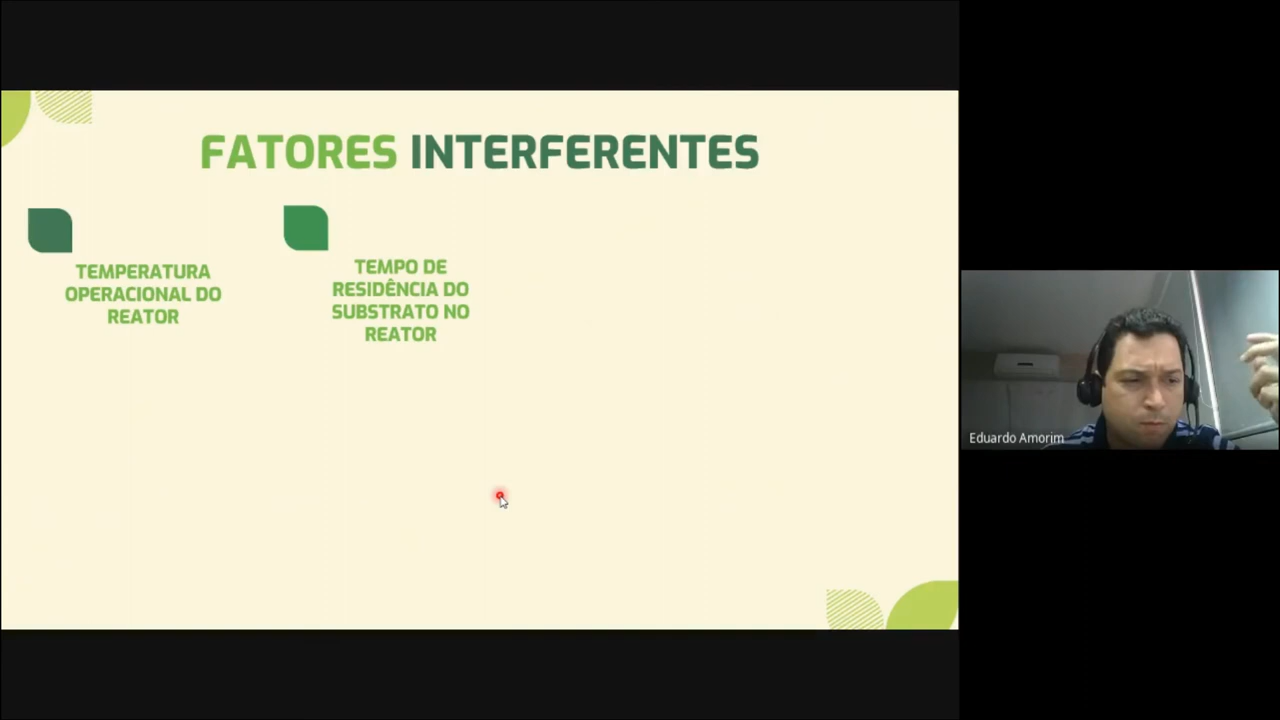 FATORES INTERFERENTES
TEMPERATURA
OPERACIONAL DO
REATOR
TEMPO DE
RESIDÊNCIA DO
SUBSTRATO NO
REATOR
Eduardo Amorim